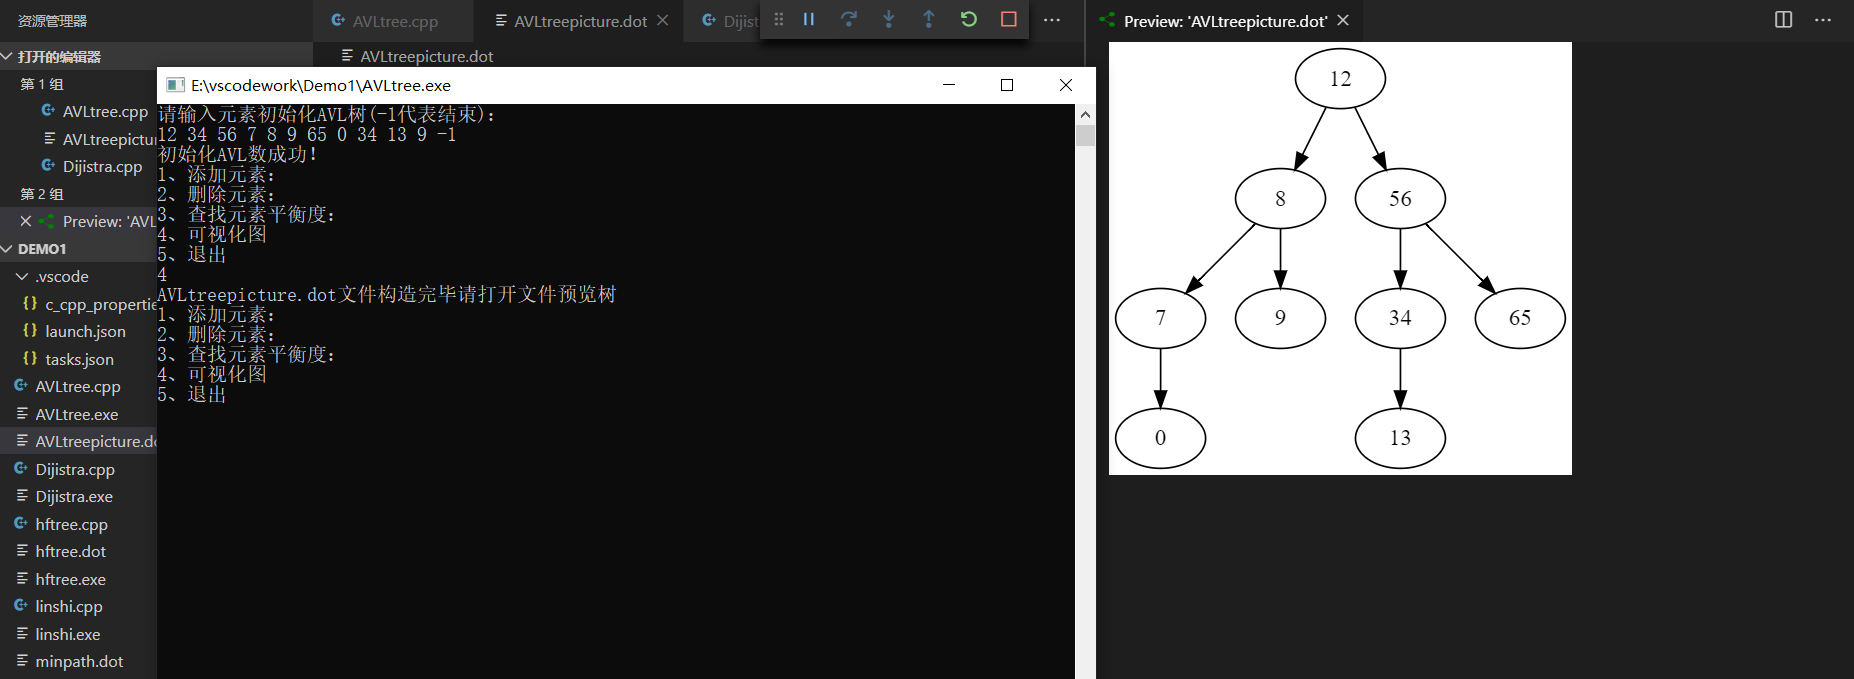 资源管理器
打开的编辑器
第 1 组
AVLtree.cpp
AVLtreepictu
Dijistra.cpp
第 2 组
Preview: 'AVL
DEMO1
.vscode
c_cpp_propertie
launch.json
tasks.json
AVLtree.cpp
AVLtree.exe
AVLtreepicture.do
Dijistra.cpp
Dijistra.exe
hftree.cpp
hftree.dot
hftree.exe
linshi.cpp
linshi.exe
minpath.dot
AVLtree.cpp
AVLtreepicture.dot
Dijist
AVLtreepicture.dot
E:\vscodework\Demo1\AVLtree.exe
请输入元素初始化AVL树(-1代表结束):
12 34 56 7 8 9 65 0 34 13 9 -1
初始化AVL数成功!
1、添加元素:
2、删除元素:
3、查找元素平衡度:
4、可视化图
5、退出
4
AVLtreepicture.dot文件构造完毕请打开文件预览树
1、添加元素:
2、删除元素:
3、查找元素平衡度:
4、可视化图
5、退出
Preview: 'AVLtreepicture.dot'
12
8 56
7 9 34 65
0 13